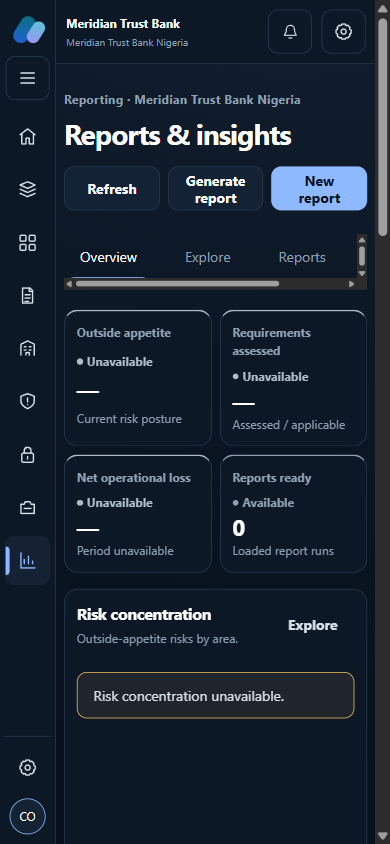 Meridian Trust Bank
Meridian Trust Bank Nigeria
Reporting · Meridian Trust Bank Nigeria
Reports & insights
Refresh
Generate
report
New
report
Overview
Explore
Reports
Outside appetite
Unavailable
—
Current risk posture
Requirements
assessed
Unavailable
—
Assessed / applicable
Net operational loss
Unavailable
—
Period unavailable
Reports ready
Available
0
Loaded report runs
Risk concentration
Outside-appetite risks by area.
Explore
Risk concentration unavailable.
CO